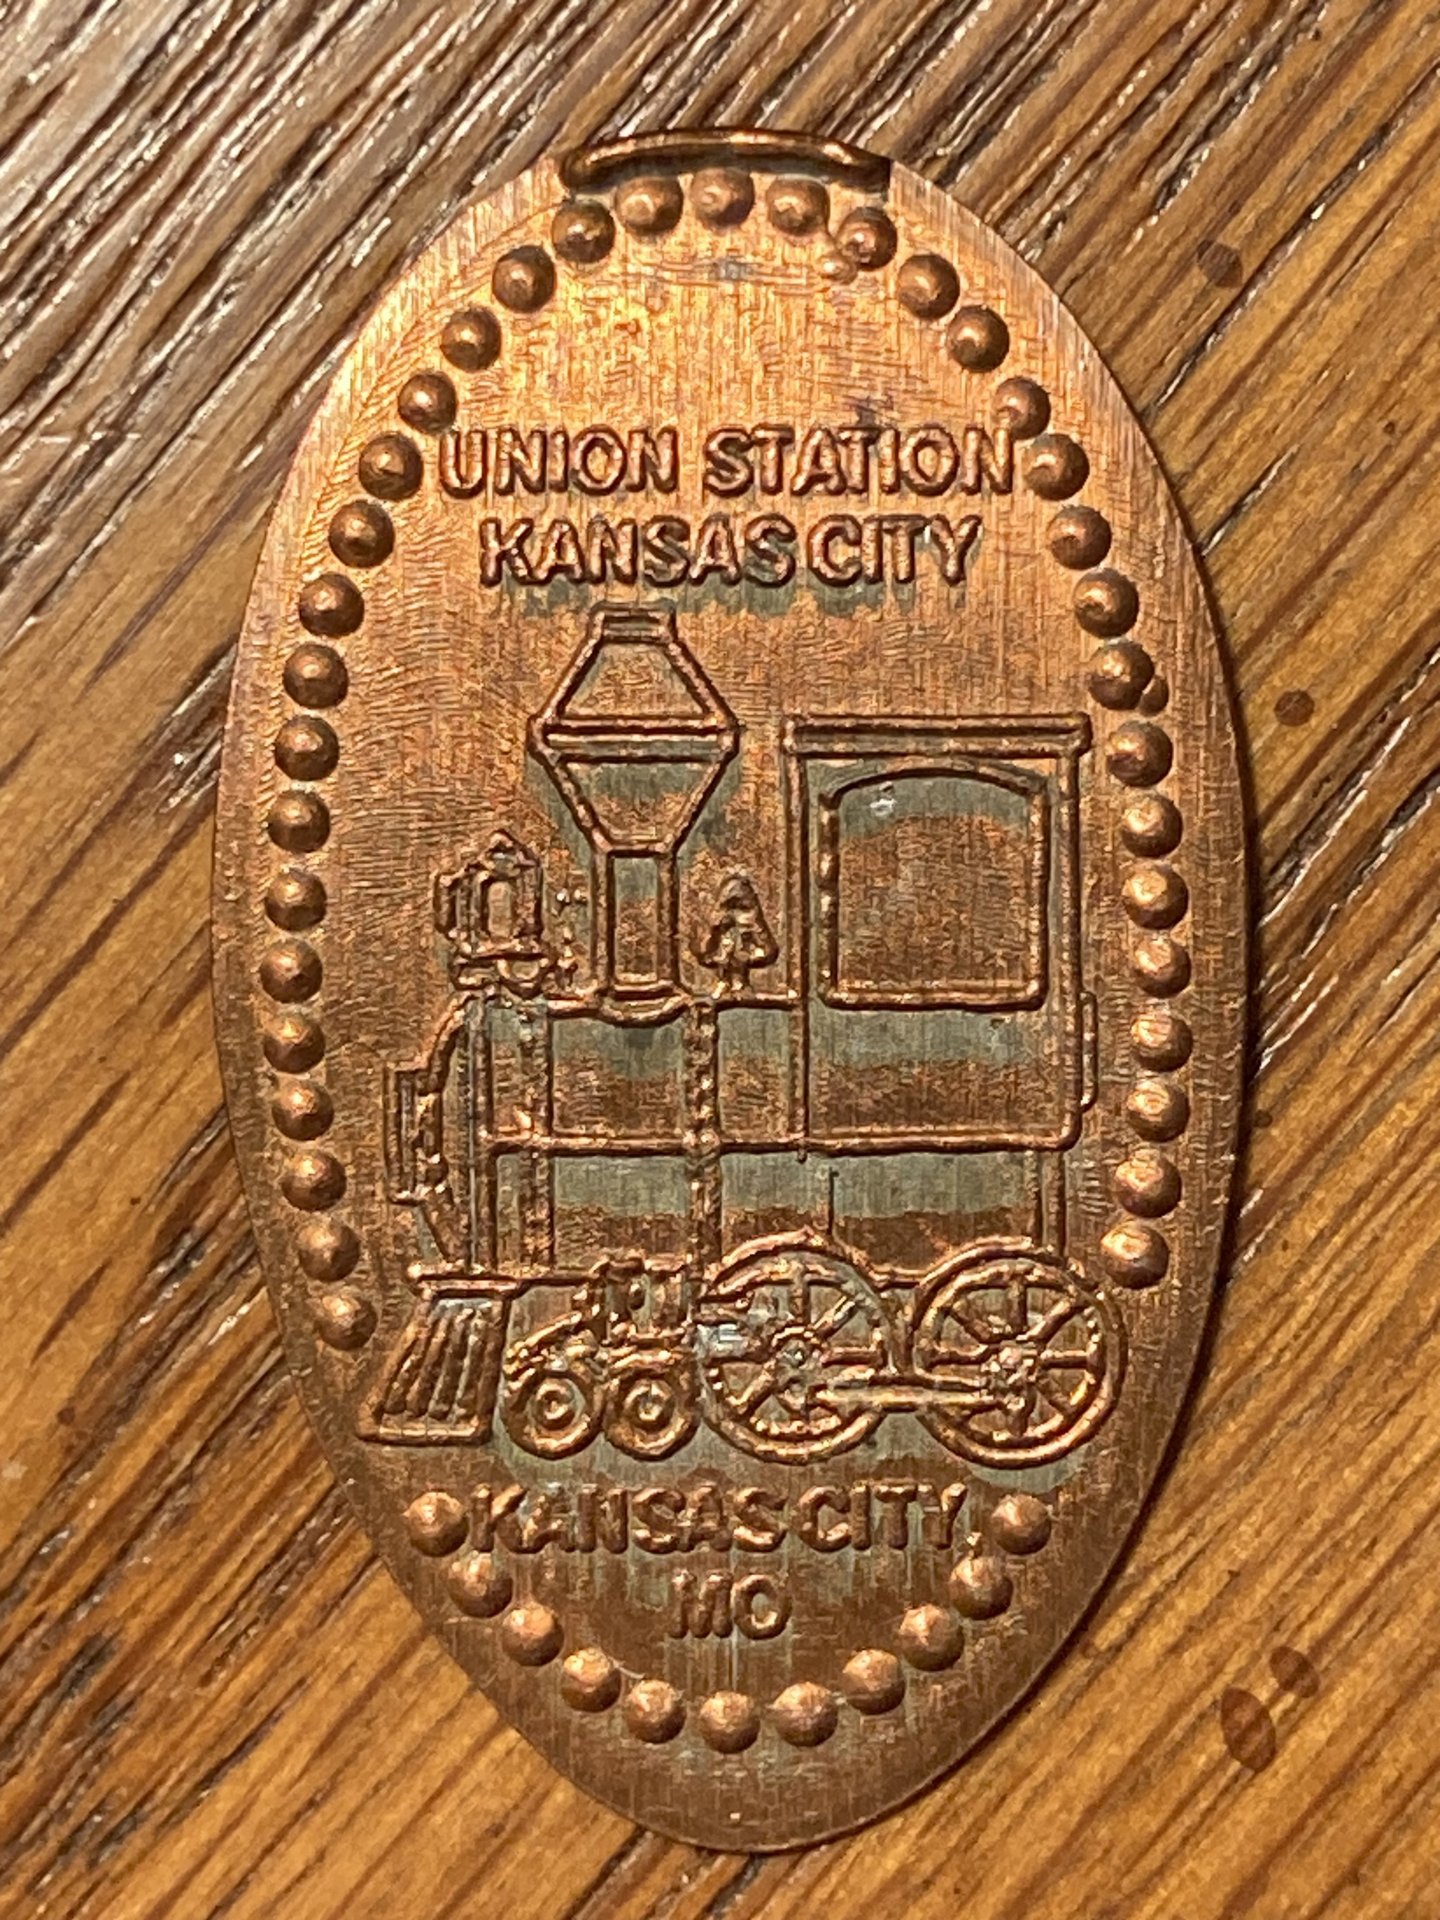 UNION STATION
KANSAS CITY
KANSAS CITY,
MO